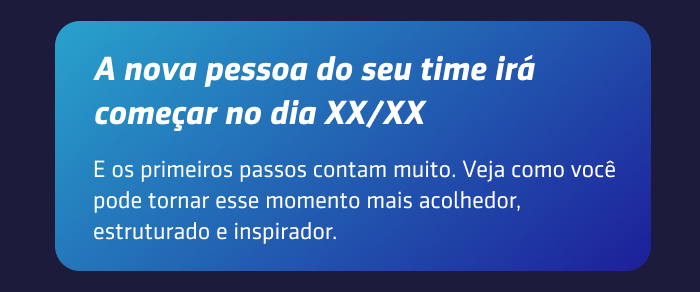 A nova pessoa do seu time irá
começar no dia XX/XX
E os primeiros passos contam muito. Veja como você
pode tornar esse momento mais acolhedor,
estruturado e inspirador.